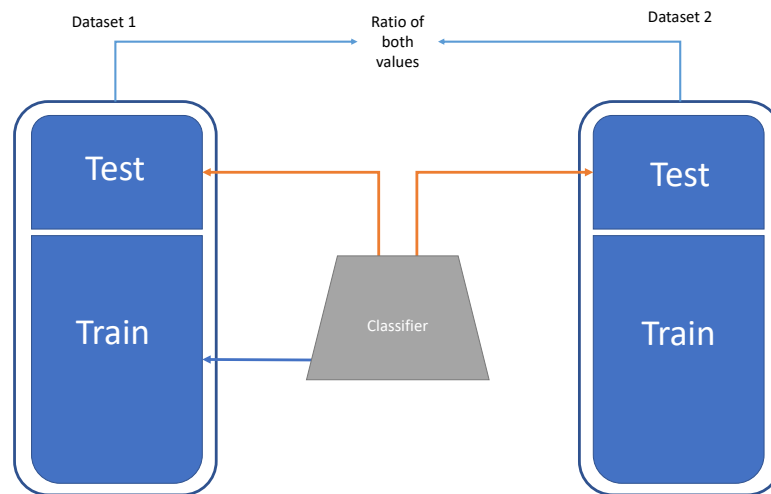 Dataset 1
Ratio of
both
values
Dataset 2
Test
Test
Train
Classifier
Train